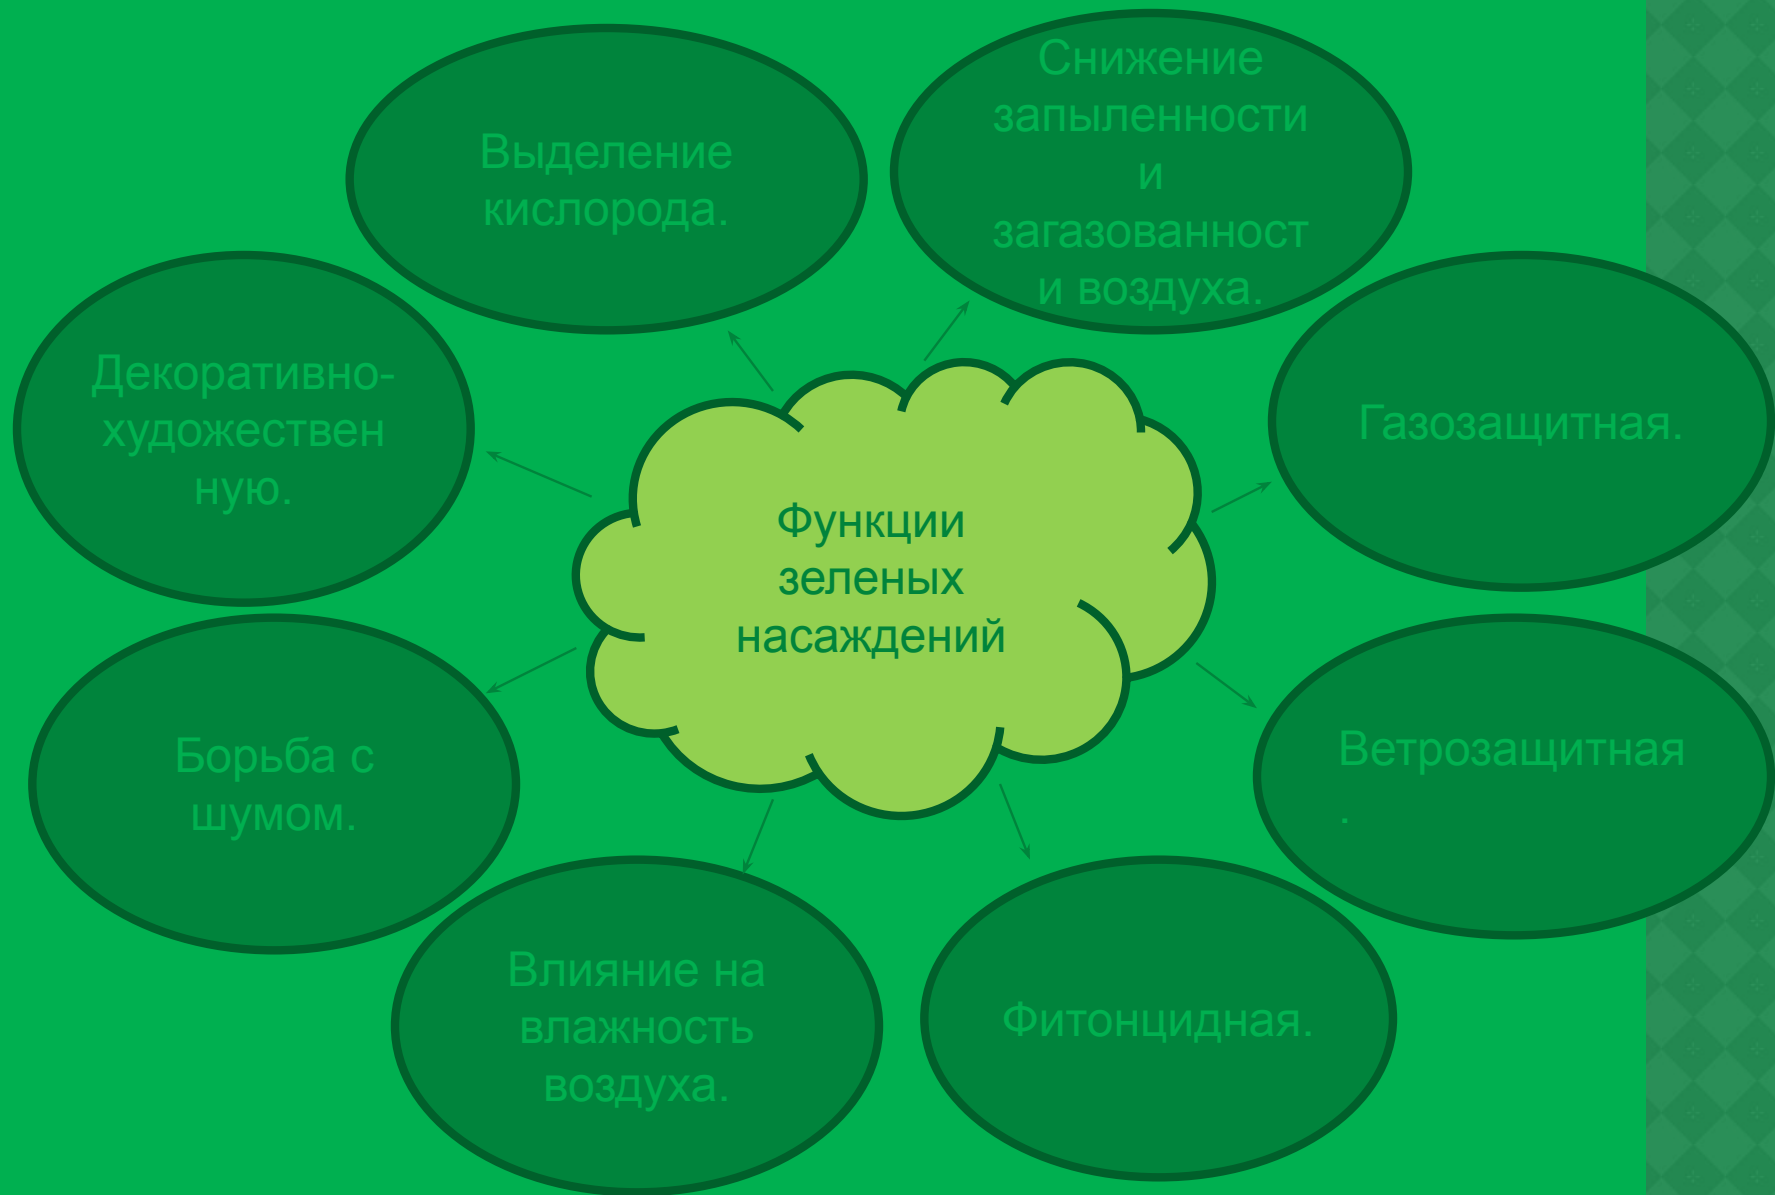 Выделение
кислорода.
Снижение
запыленности
и
загазованност
и воздуха.
Декоративно-
художествен
ную.
Газозащитная.
Функции
зеленых
насаждений
Борьба с
шумом.
Ветрозащитная
.
Влияние на
влажность
воздуха.
Фитонцидная.